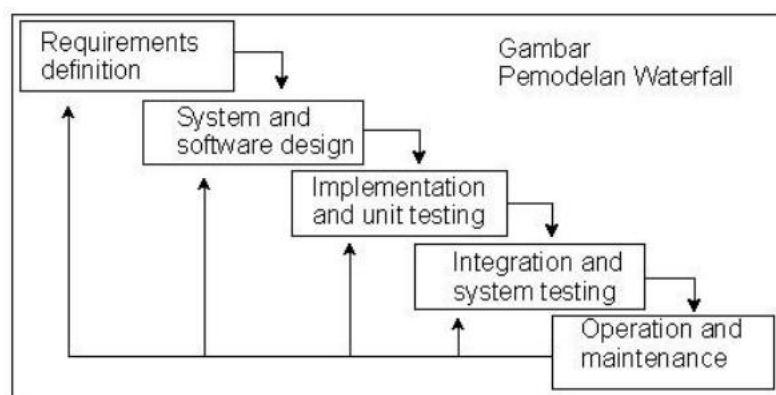 Requirements
definition
Gambar
Pemodelan Waterfall
System and
software design
Implementation
and unit testing
Integration and
system testing
Operation and
maintenance